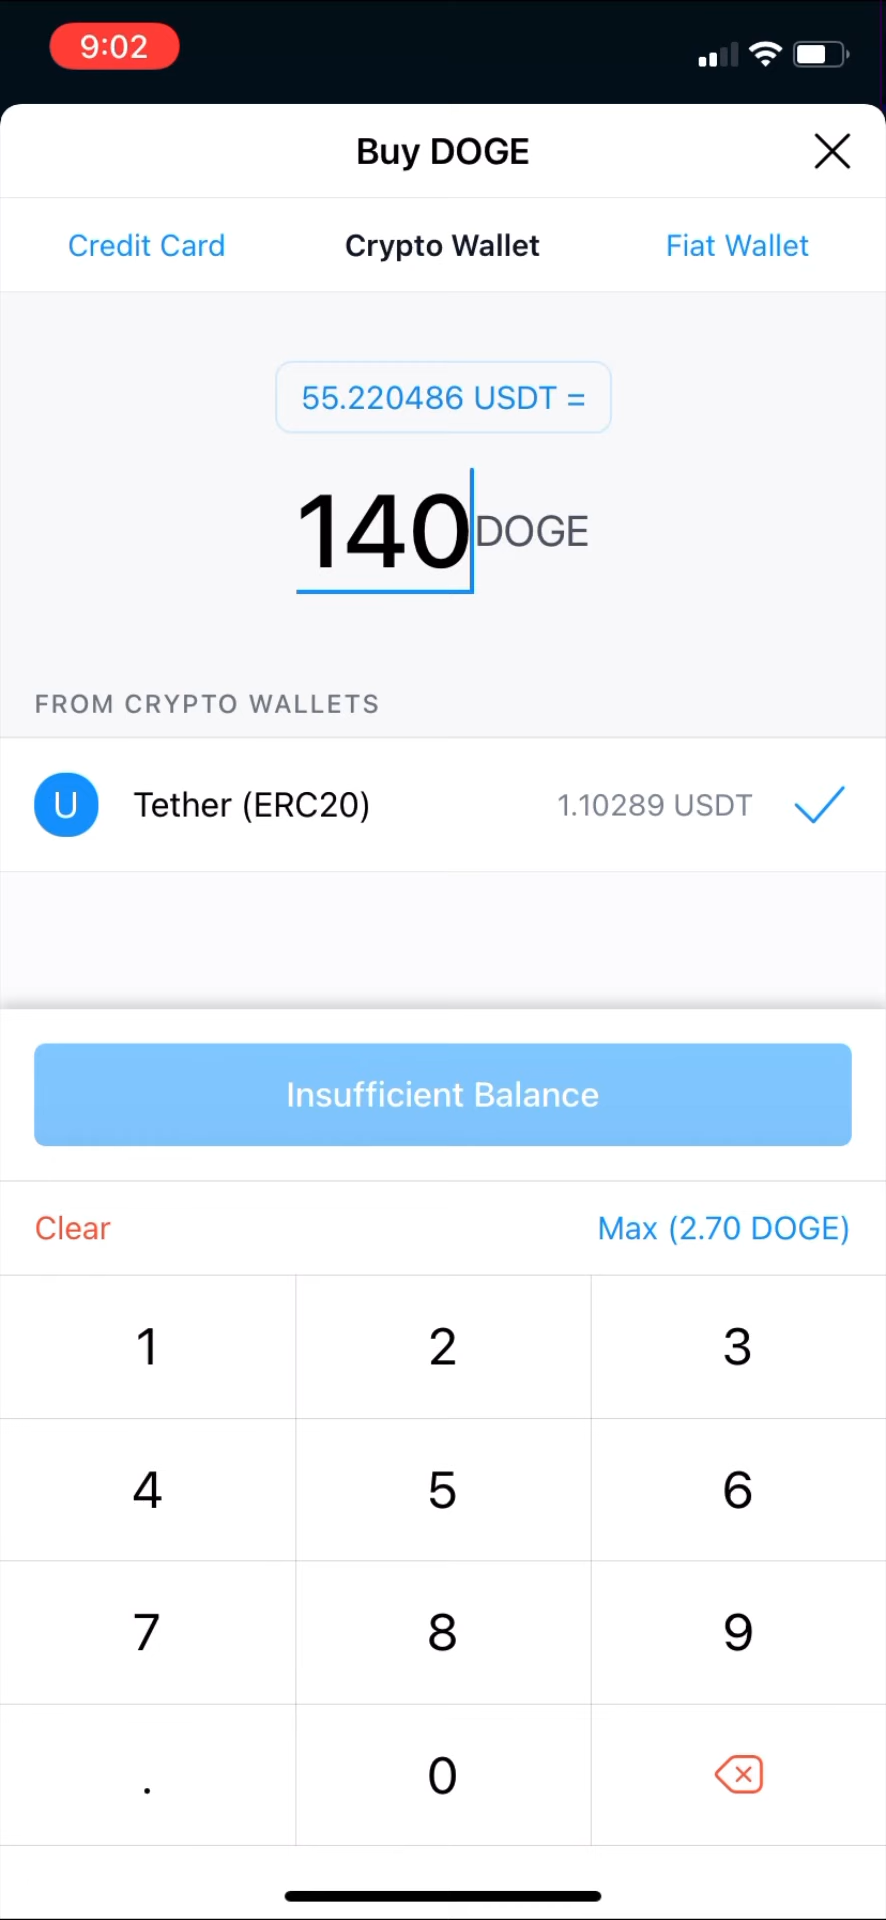 9:02
Buy DOGE
Credit Card Crypto Wallet Fiat Wallet
55.220486 USDT =
140 DOGE
FROM CRYPTO WALLETS
U Tether (ERC20) 1.10289 USDT
Insufficient Balance
Clear Max (2.70 DOGE)
1 2 3
4 5 6
7 8 9
. 0